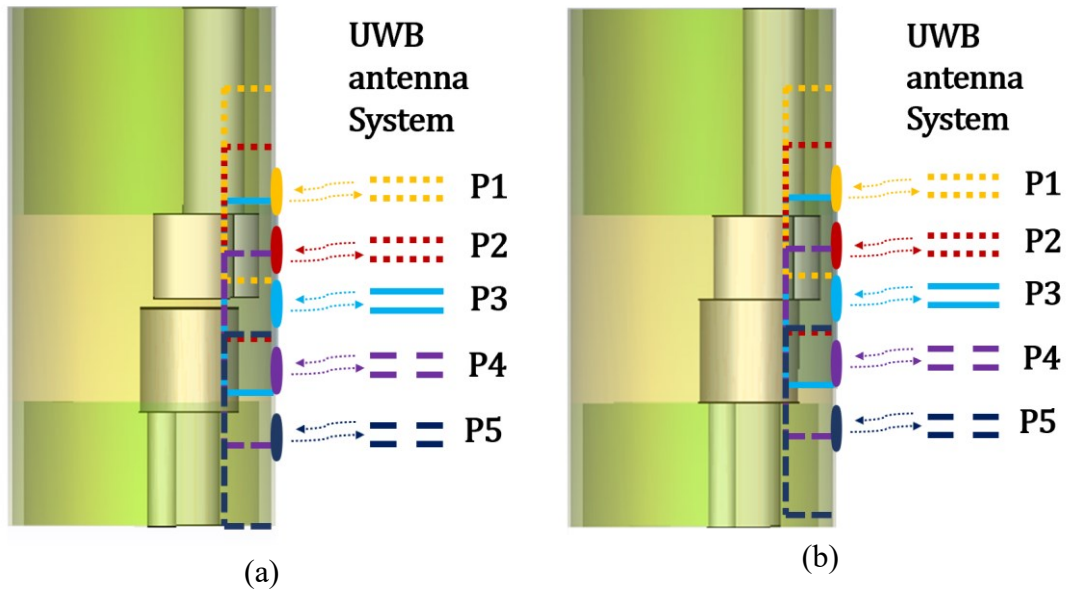 UWB
antenna
System
P1
P2
P3
P4
P5
(a)
UWB
antenna
System
P1
P2
P3
P4
P5
(b)